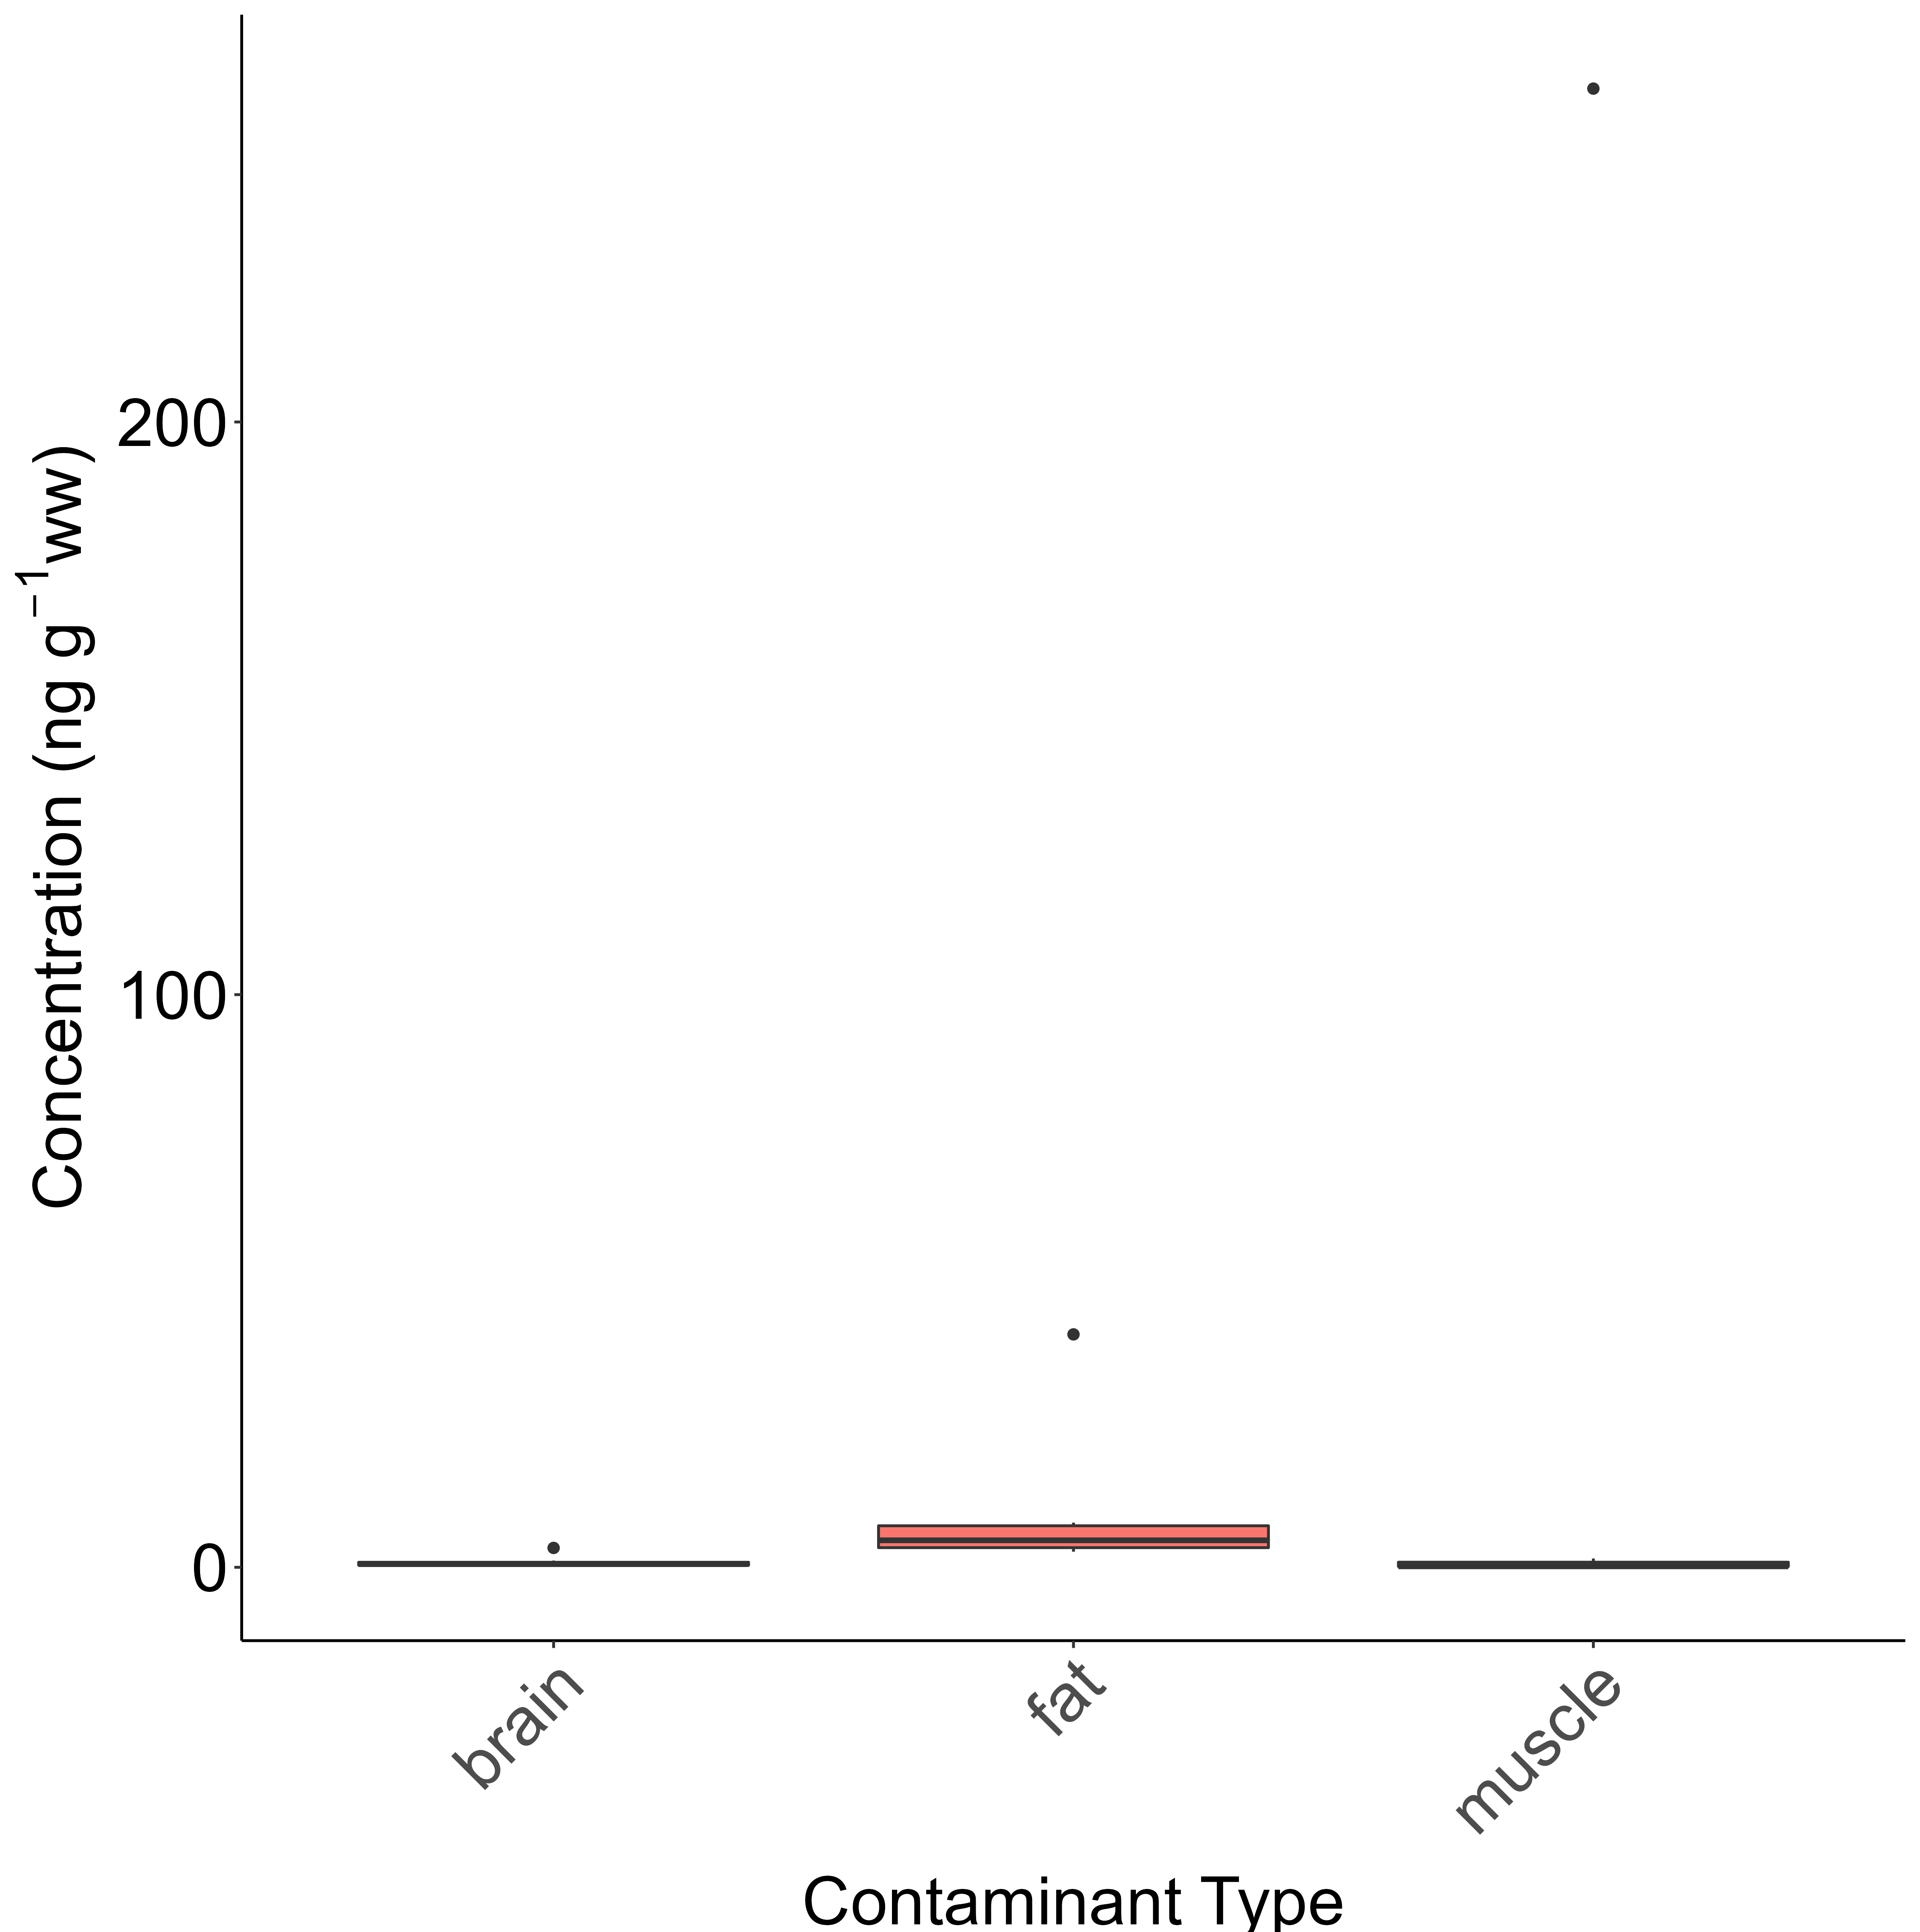 Concentration (ng g⁻¹ww)
200
100
0
brain
fat
muscle
Contaminant Type